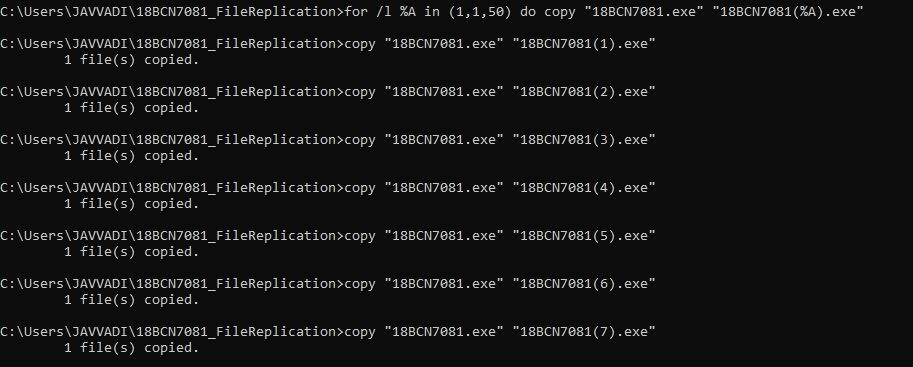 C:\Users\JAVVADI\18BCN7081_FileReplication>for /l %A in (1,1,50) do copy "18BCN7081.exe" "18BCN7081(%A).exe"
C:\Users\JAVVADI\18BCN7081_FileReplication>copy "18BCN7081.exe" "18BCN7081(1).exe"
        1 file(s) copied.
C:\Users\JAVVADI\18BCN7081_FileReplication>copy "18BCN7081.exe" "18BCN7081(2).exe"
        1 file(s) copied.
C:\Users\JAVVADI\18BCN7081_FileReplication>copy "18BCN7081.exe" "18BCN7081(3).exe"
        1 file(s) copied.
C:\Users\JAVVADI\18BCN7081_FileReplication>copy "18BCN7081.exe" "18BCN7081(4).exe"
        1 file(s) copied.
C:\Users\JAVVADI\18BCN7081_FileReplication>copy "18BCN7081.exe" "18BCN7081(5).exe"
        1 file(s) copied.
C:\Users\JAVVADI\18BCN7081_FileReplication>copy "18BCN7081.exe" "18BCN7081(6).exe"
        1 file(s) copied.
C:\Users\JAVVADI\18BCN7081_FileReplication>copy "18BCN7081.exe" "18BCN7081(7).exe"
        1 file(s) copied.